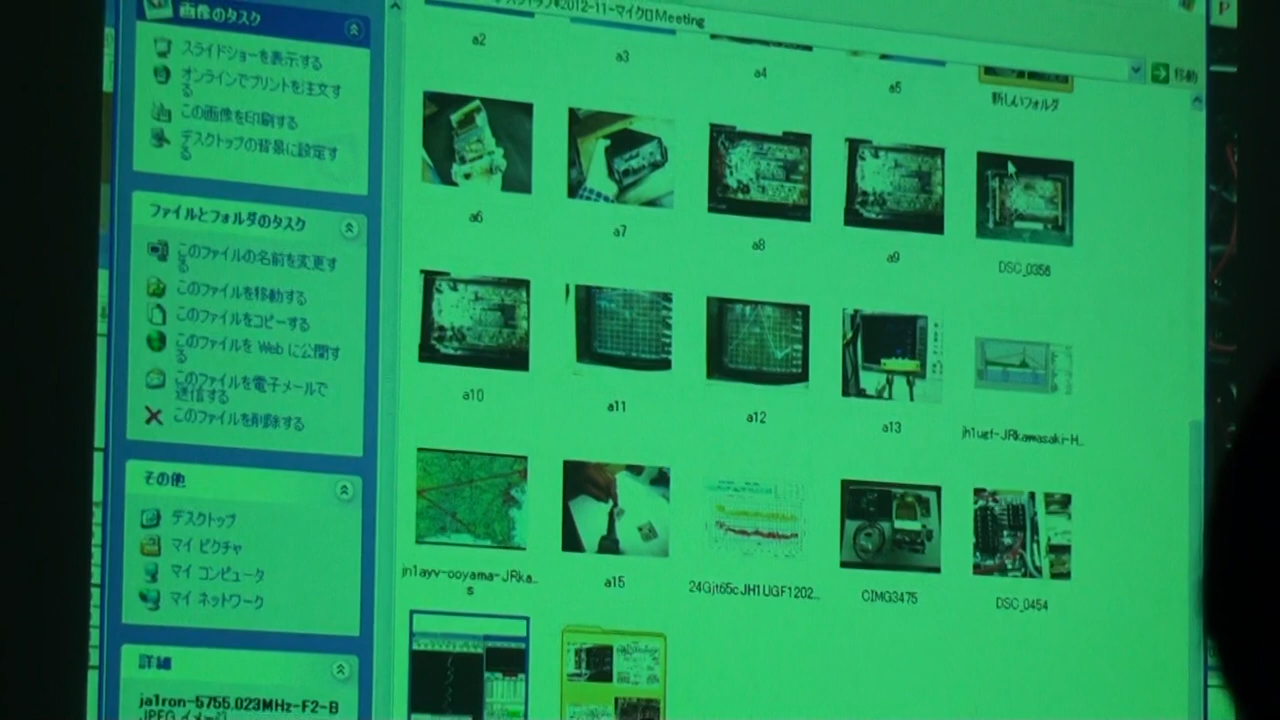 2012-11-マイクロMeeting
移動
P
画像のタスク
スライドショーを表示する
オンラインでプリントを注文す
る
この画像を印刷する
デスクトップの背景に設定す
る
ファイルとフォルダのタスク
このファイルの名前を変更す
る
このファイルを移動する
このファイルをコピーする
このファイルを Web に公開す
る
このファイルを電子メールで
送信する
このファイルを削除する
その他
デスクトップ
マイ ピクチャ
マイ コンピュータ
マイ ネットワーク
詳細
ja1ron-5755.023MHz-F2-B
JPEG イメージ
a2
a3
a4
a5
新しいフォルダ
a6
a7
a8
a9
DSC_0356
a10
a11
a12
a13
jh1ugf-JRkawasaki-H...
jn1ayv-ooyama-JRka...
s
a15
24Gjt65cJH1UGF1202...
CIMG3475
DSC_0454